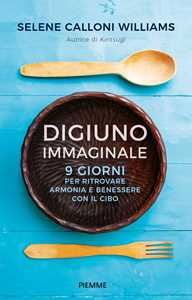 SELENE CALLONI WILLIAMS
Autrice di Kintsugi
DIGIUNO
IMMAGINALE
9 GIORNI
PER RITROVARE
ARMONIA E BENESSERE
CON IL CIBO
PIEMME